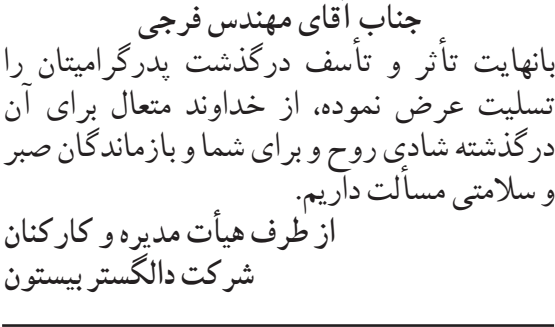 جناب آقای مهندس فرجی
بانهایت تأثر و تأسف درگذشت پدرگرامیتان را
تسلیت عرض نموده، از خداوند متعال برای آن
درگذشته شادی روح و برای شما و بازماندگان صبر
و سلامتی مسألت داریم.
از طرف هیأت مدیره و کارکنان
شرکت دالگستر بیستون